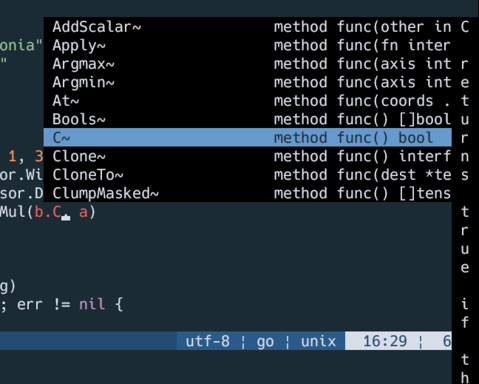 AddScalar~ method func(other in C
onia" Apply~ method func(fn inter
" Argmax~ method func(axis int r
Argmin~ method func(axis int e
At~ method func(coords . t
Bools~ method func() []bool u
C~ method func() bool r
1, 3 Clone~ method func() interf n
or.Wi CloneTo~ method func(dest *te s
sor.D ClumpMasked~ method func() []tens
Mul(b.C, a) t
r
u
e
g)
; err != nil { i
f
utf-8 ¦ go ¦ unix 16:29 ¦ 6
t
h